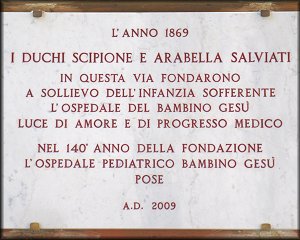 L'ANNO 1869
I DUCHI SCIPIONE E ARABELLA SALVIATI
IN QUESTA VIA FONDARONO
A SOLLIEVO DELL'INFANZIA SOFFERENTE
L'OSPEDALE DEL BAMBINO GESÙ
LUCE DI AMORE E DI PROGRESSO MEDICO
NEL 140° ANNO DELLA FONDAZIONE
L'OSPEDALE PEDIATRICO BAMBINO GESÙ
POSE
A.D. 2009